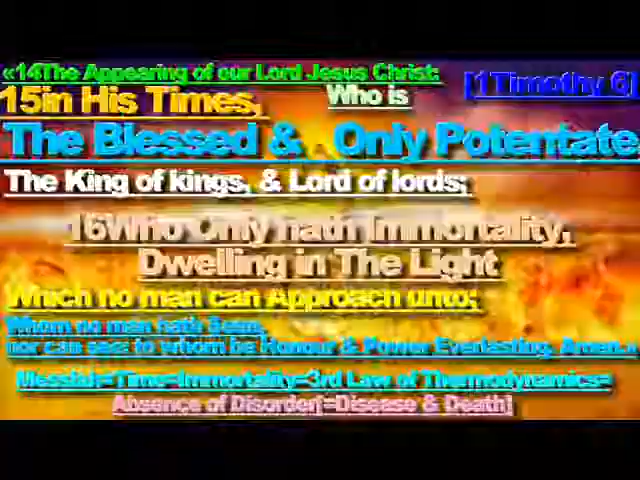 «14The Appearing of our Lord Jesus Christ:
[1Timothy 6]
15in His Times, Who is
The Blessed & Only Potentate,
The King of kings, & Lord of lords;
16Who Only hath Immortality,
Dwelling in The Light
Which no man can Approach unto;
Whom no man hath Seen,
nor can see: to whom be Honour & Power Everlasting. Amen.»
Messiah=Time=Immortality=3rd Law of Thermodynamics=
Absence of Disorder[=Disease & Death]